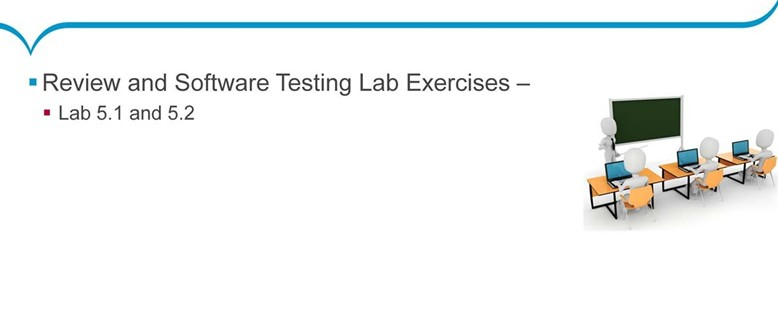 Review and Software Testing Lab Exercises –
Lab 5.1 and 5.2